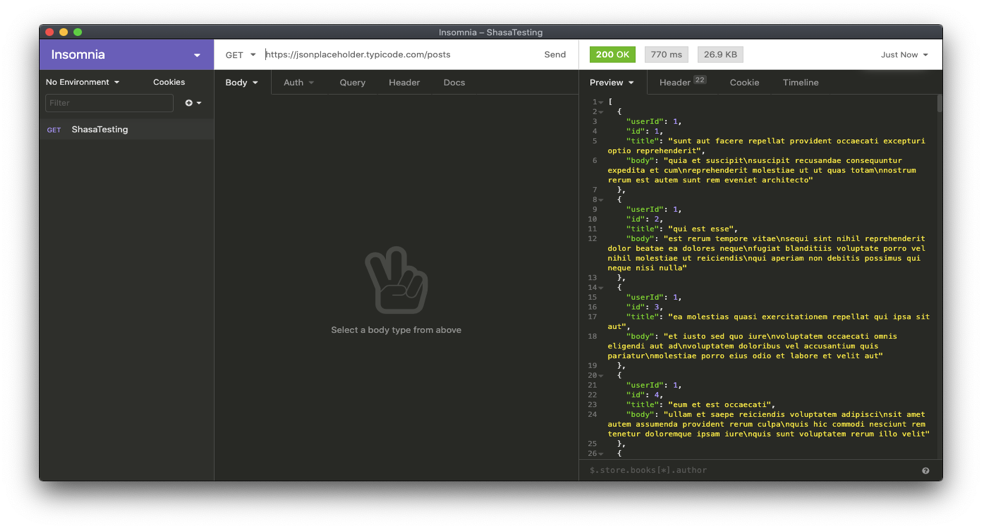 Insomnia – ShasaTesting
Insomnia
GET https://jsonplaceholder.typicode.com/posts Send
200 OK 770 ms 26.9 KB Just Now
No Environment Cookies
Filter
GET ShasaTesting
Body Auth Query Header Docs
Select a body type from above
Preview Header 22 Cookie Timeline
1 [
2 {
3 "userId": 1,
4 "id": 1,
5 "title": "sunt aut facere repellat provident occaecati excepturi
optio reprehenderit",
6 "body": "quia et suscipit\nsuscipit recusandae consequuntur
expedita et cum\nreprehenderit molestiae ut ut quas totam\nnostrum
rerum est autem sunt rem eveniet architecto"
7 },
8 {
9 "userId": 1,
10 "id": 2,
11 "title": "qui est esse",
12 "body": "est rerum tempore vitae\nsequi sint nihil reprehenderit
dolor beatae ea dolores neque\nfugiat blanditiis voluptate porro vel
nihil molestiae ut reiciendis\nqui aperiam non debitis possimus qui
neque nisi nulla"
13 },
14 {
15 "userId": 1,
16 "id": 3,
17 "title": "ea molestias quasi exercitationem repellat qui ipsa sit
aut",
18 "body": "et iusto sed quo iure\nvoluptatem occaecati omnis
eligendi aut ad\nvoluptatem doloribus vel accusantium quis
pariatur\nmolestiae porro eius odio et labore et velit aut"
19 },
20 {
21 "userId": 1,
22 "id": 4,
23 "title": "eum et est occaecati",
24 "body": "ullam et saepe reiciendis voluptatem adipisci\nsit amet
autem assumenda provident rerum culpa\nquis hic commodi nesciunt rem
tenetur doloremque ipsam iure\nquis sunt voluptatem rerum illo velit"
25 },
26 {
$.store.books[*].author